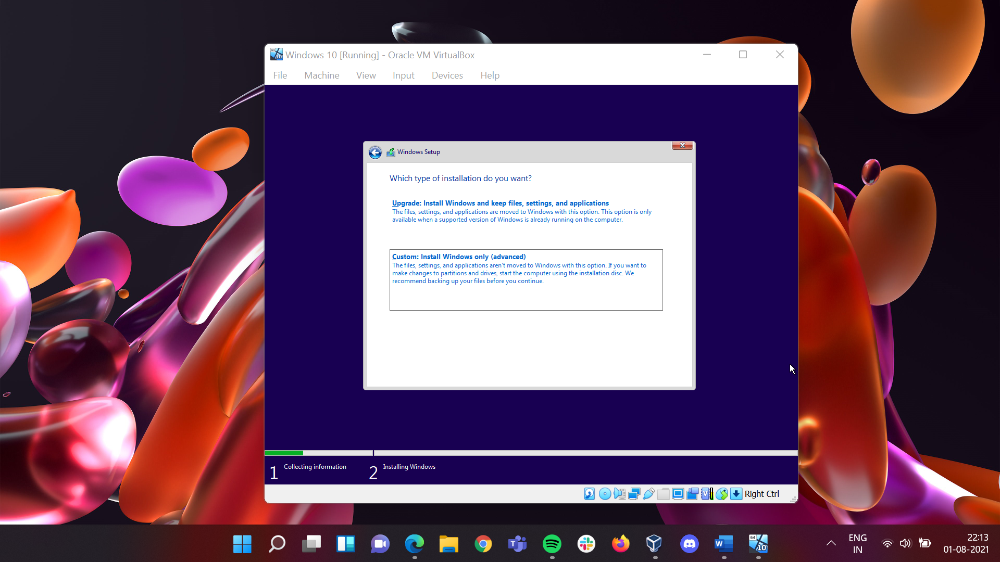 Windows 10 [Running] - Oracle VM VirtualBox
File Machine View Input Devices Help
Windows Setup
Which type of installation do you want?
Upgrade: Install Windows and keep files, settings, and applications
The files, settings, and applications are moved to Windows with this option. This option is only
available when a supported version of Windows is already running on the computer.
Custom: Install Windows only (advanced)
The files, settings, and applications aren't moved to Windows with this option. If you want to
make changes to partitions and drives, start the computer using the installation disc. We
recommend backing up your files before you continue.
1 Collecting information 2 Installing Windows
Right Ctrl
64
10
ENG
IN
22:13
01-08-2021